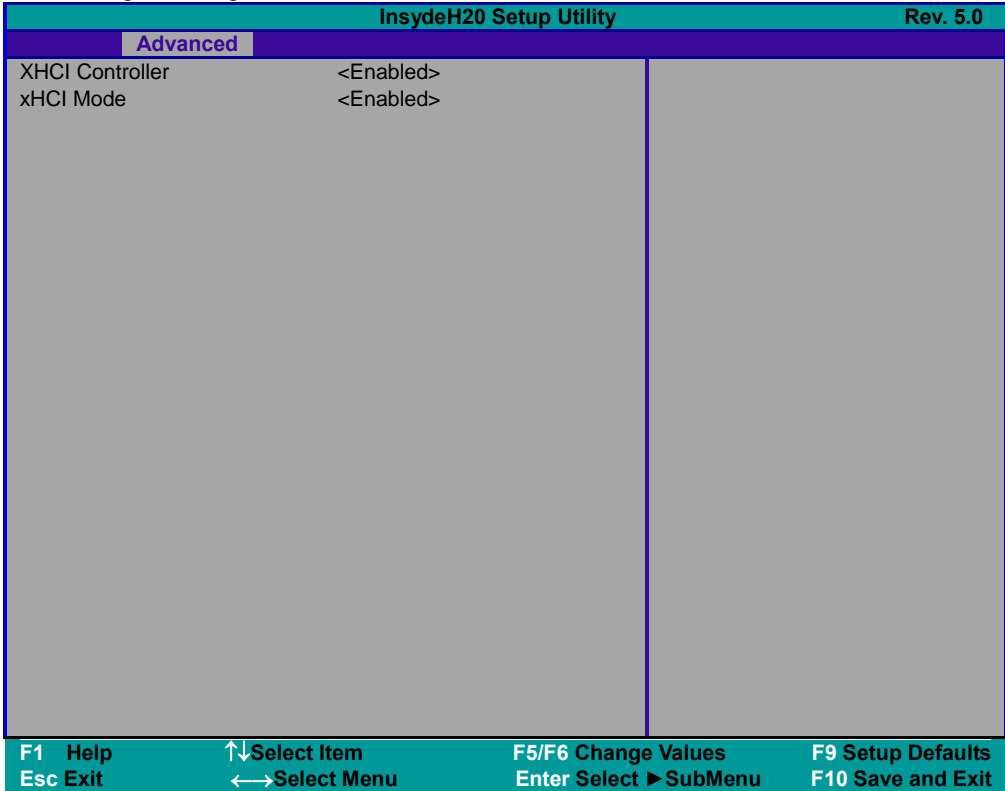 InsydeH20 Setup Utility Rev. 5.0
Advanced
XHCI Controller <Enabled>
xHCI Mode <Enabled>
F1 Help ↑↓Select Item F5/F6 Change Values F9 Setup Defaults
Esc Exit ←→Select Menu Enter Select ►SubMenu F10 Save and Exit